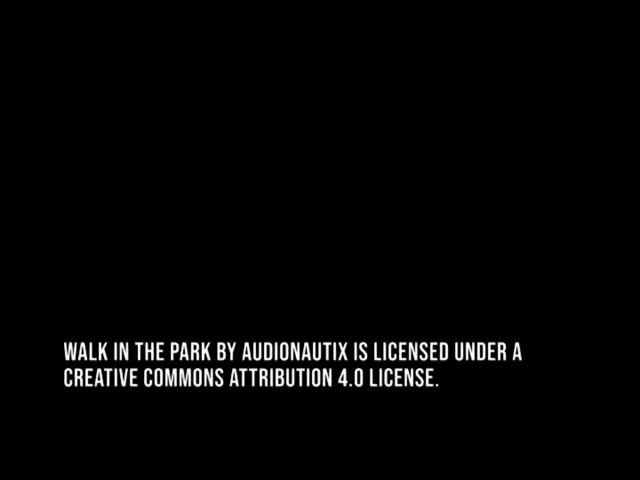 WALK IN THE PARK BY AUDIONAUTIX IS LICENSED UNDER A
CREATIVE COMMONS ATTRIBUTION 4.0 LICENSE.